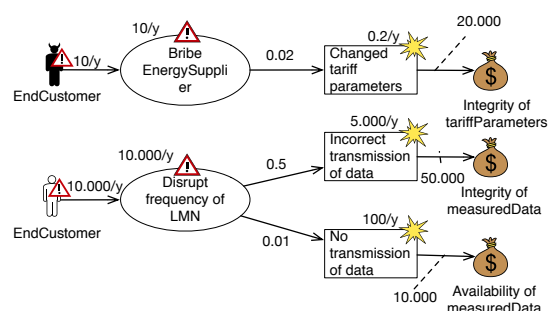 10/y
10/y
Bribe
EnergySuppli
er
0.02
0.2/y
Changed
tariff
parameters
20.000
EndCustomer
Integrity of
tariffParameters
10.000/y
10.000/y
Disrupt
frequency of
LMN
0.5
5.000/y
Incorrect
transmission
of data
50.000
EndCustomer
Integrity of
measuredData
0.01
100/y
No
transmission
of data
10.000
Availability of
measuredData
$
$
$